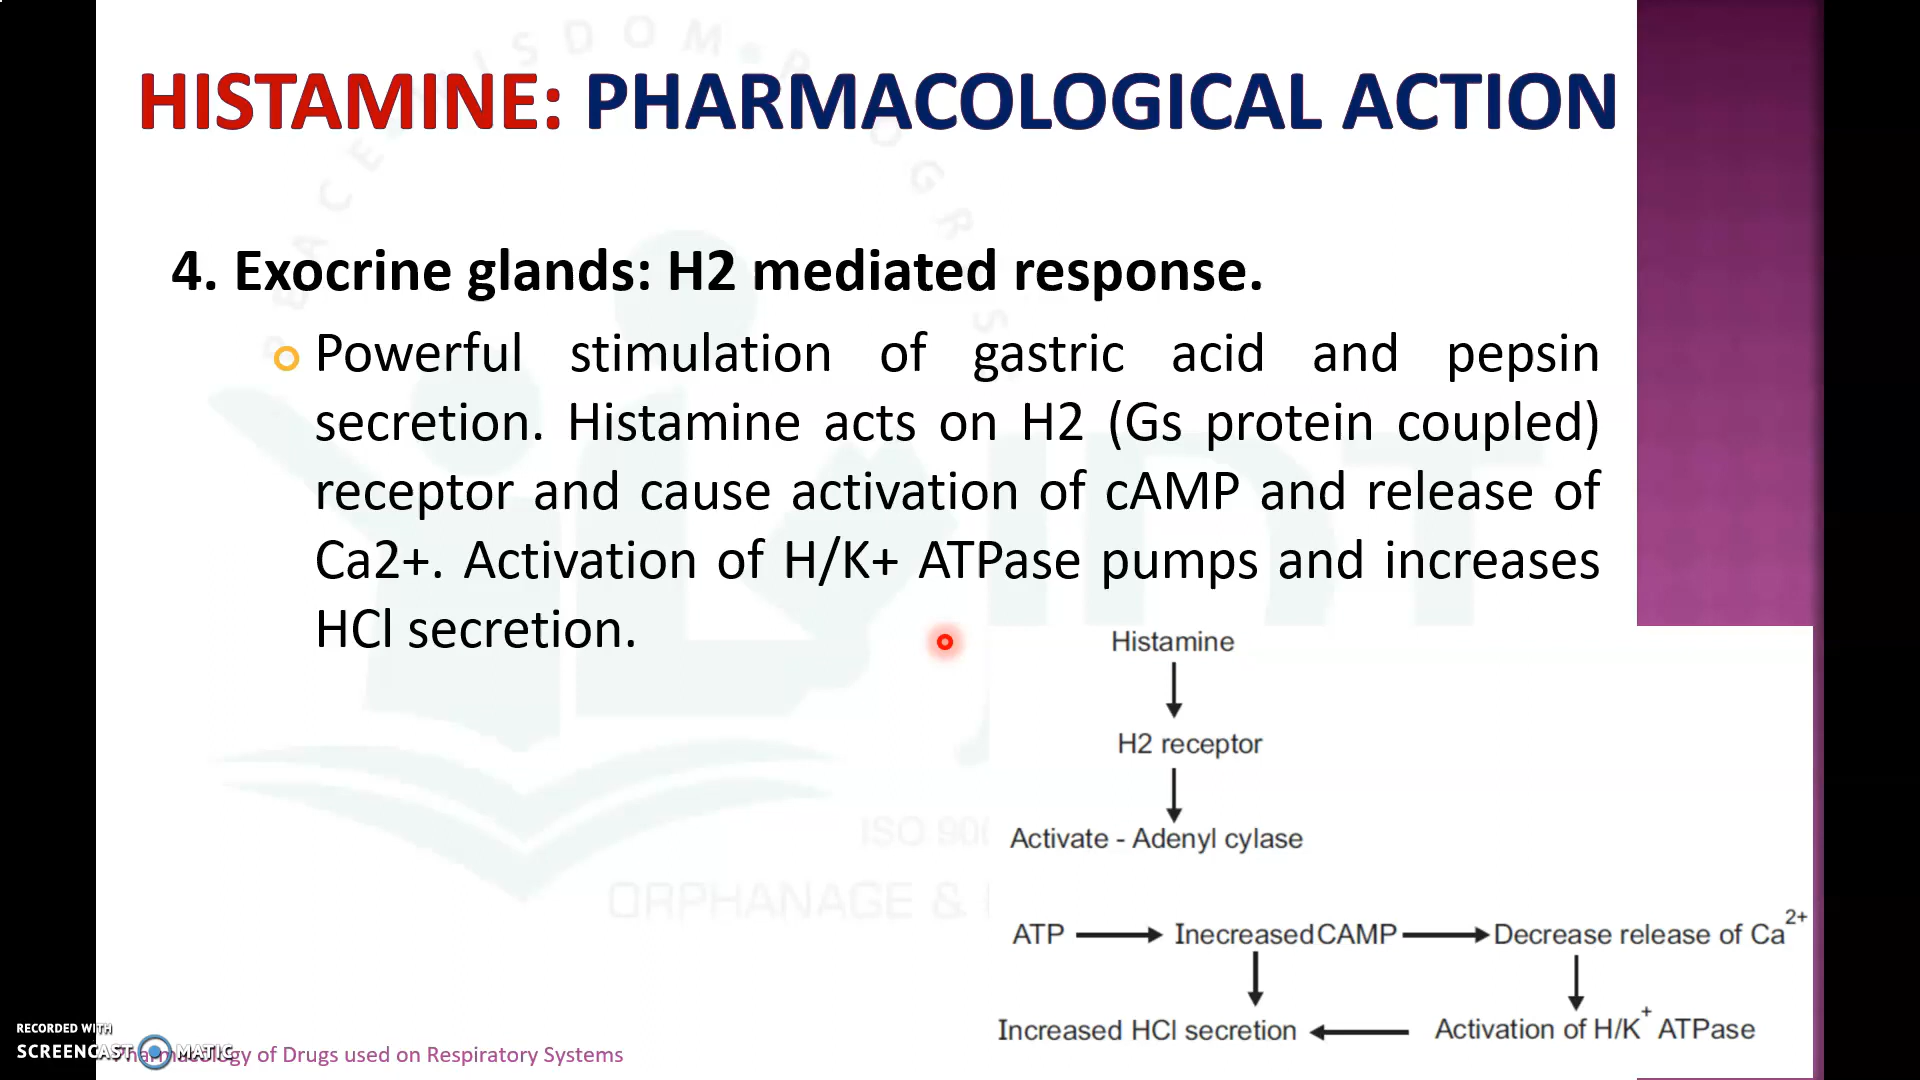 HISTAMINE: PHARMACOLOGICAL ACTION
4. Exocrine glands: H2 mediated response.
Powerful stimulation of gastric acid and pepsin
secretion. Histamine acts on H2 (Gs protein coupled)
receptor and cause activation of cAMP and release of
Ca2+. Activation of H/K+ ATPase pumps and increases
HCl secretion.
Histamine
H2 receptor
Activate - Adenyl cylase
ATP Inecreased CAMP Decrease release of Ca2+
Increased HCl secretion Activation of H/K+ ATPase
ORPHANAGE &
RECORDED WITH
SCREENCAST MATIC
Pharmacology of Drugs used on Respiratory Systems